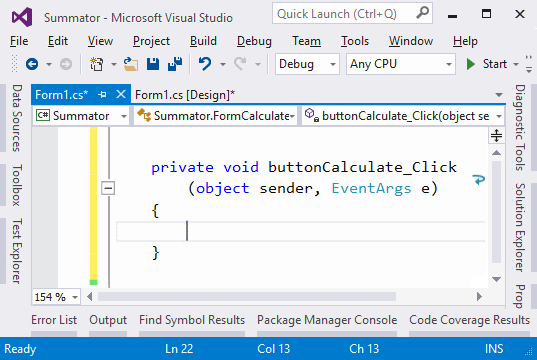 Summator - Microsoft Visual Studio
Quick Launch (Ctrl+Q)
File Edit View Project Build Debug
Team Tools Window Help
Debug Any CPU Start
Form1.cs* Form1.cs [Design]*
C# Summator Summator.FormCalculate buttonCalculate_Click(object se
Data Sources
Toolbox
Test Explorer
private void buttonCalculate_Click
(object sender, EventArgs e)
{
}
Diagnostic Tools
Solution Explorer
Prop
154 %
Error List Output Find Symbol Results Package Manager Console Code Coverage Results
Ready Ln 22 Col 13 Ch 13 INS